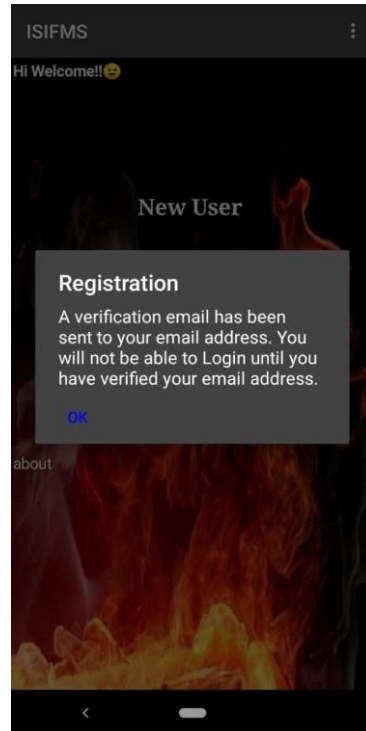 ISIFMS
Hi Welcome!!😉
New User
Registration
A verification email has been
sent to your email address. You
will not be able to Login until you
have verified your email address.
OK
about